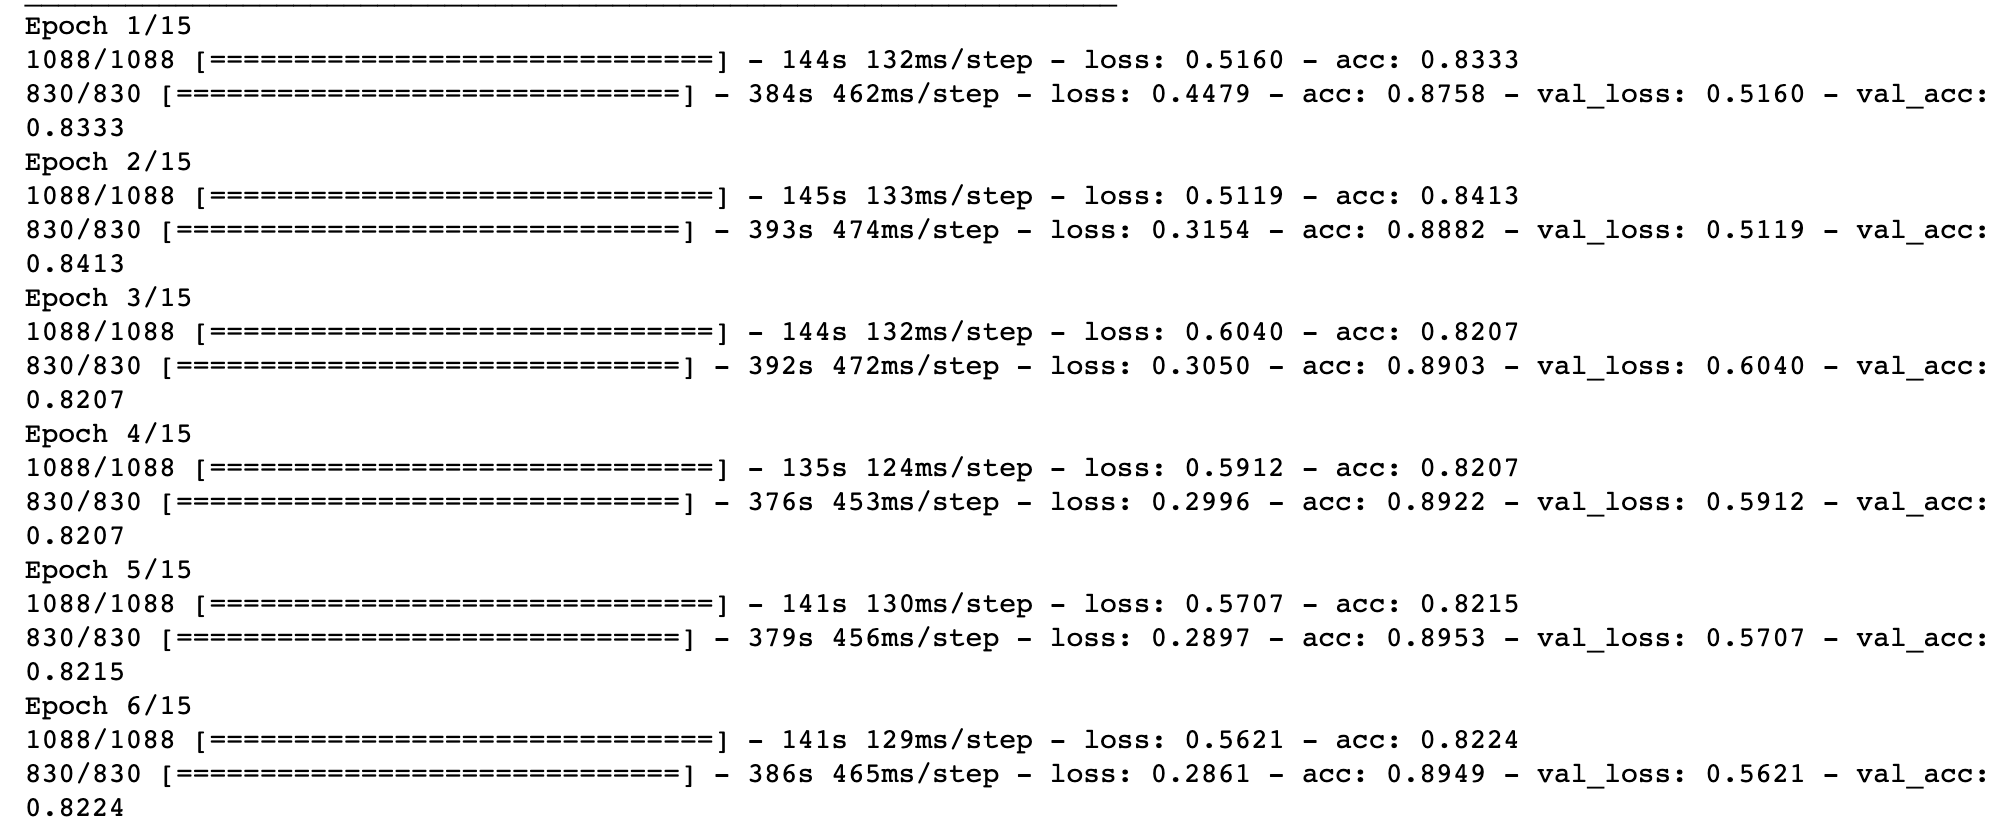 Epoch 1/15
1088/1088 [==============================] - 144s 132ms/step - loss: 0.5160 - acc: 0.8333
830/830 [==============================] - 384s 462ms/step - loss: 0.4479 - acc: 0.8758 - val_loss: 0.5160 - val_acc:
0.8333
Epoch 2/15
1088/1088 [==============================] - 145s 133ms/step - loss: 0.5119 - acc: 0.8413
830/830 [==============================] - 393s 474ms/step - loss: 0.3154 - acc: 0.8882 - val_loss: 0.5119 - val_acc:
0.8413
Epoch 3/15
1088/1088 [==============================] - 144s 132ms/step - loss: 0.6040 - acc: 0.8207
830/830 [==============================] - 392s 472ms/step - loss: 0.3050 - acc: 0.8903 - val_loss: 0.6040 - val_acc:
0.8207
Epoch 4/15
1088/1088 [==============================] - 135s 124ms/step - loss: 0.5912 - acc: 0.8207
830/830 [==============================] - 376s 453ms/step - loss: 0.2996 - acc: 0.8922 - val_loss: 0.5912 - val_acc:
0.8207
Epoch 5/15
1088/1088 [==============================] - 141s 130ms/step - loss: 0.5707 - acc: 0.8215
830/830 [==============================] - 379s 456ms/step - loss: 0.2897 - acc: 0.8953 - val_loss: 0.5707 - val_acc:
0.8215
Epoch 6/15
1088/1088 [==============================] - 141s 129ms/step - loss: 0.5621 - acc: 0.8224
830/830 [==============================] - 386s 465ms/step - loss: 0.2861 - acc: 0.8949 - val_loss: 0.5621 - val_acc:
0.8224